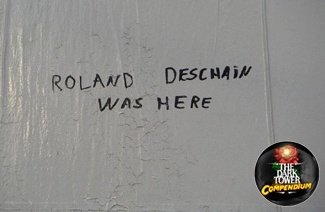 ROLAND DESCHAiN
WAS HERE
THE
DARK
TOWER
COMPENDIUM